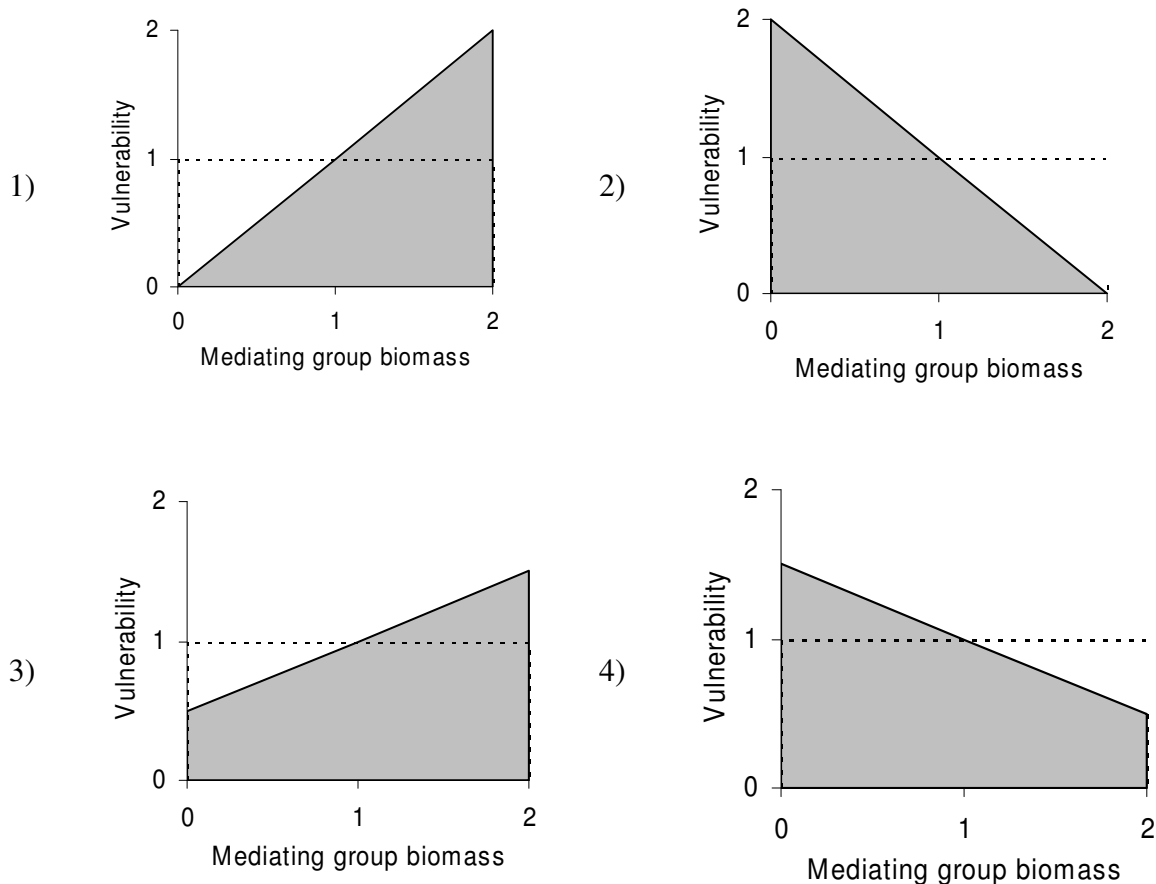 1)
Vulnerability
2
1
0
0 1 2
Mediating group biomass
2)
Vulnerability
2
1
0
0 1 2
Mediating group biomass
3)
Vulnerability
2
1
0
0 1 2
Mediating group biomass
4)
Vulnerability
2
1
0
0 1 2
Mediating group biomass